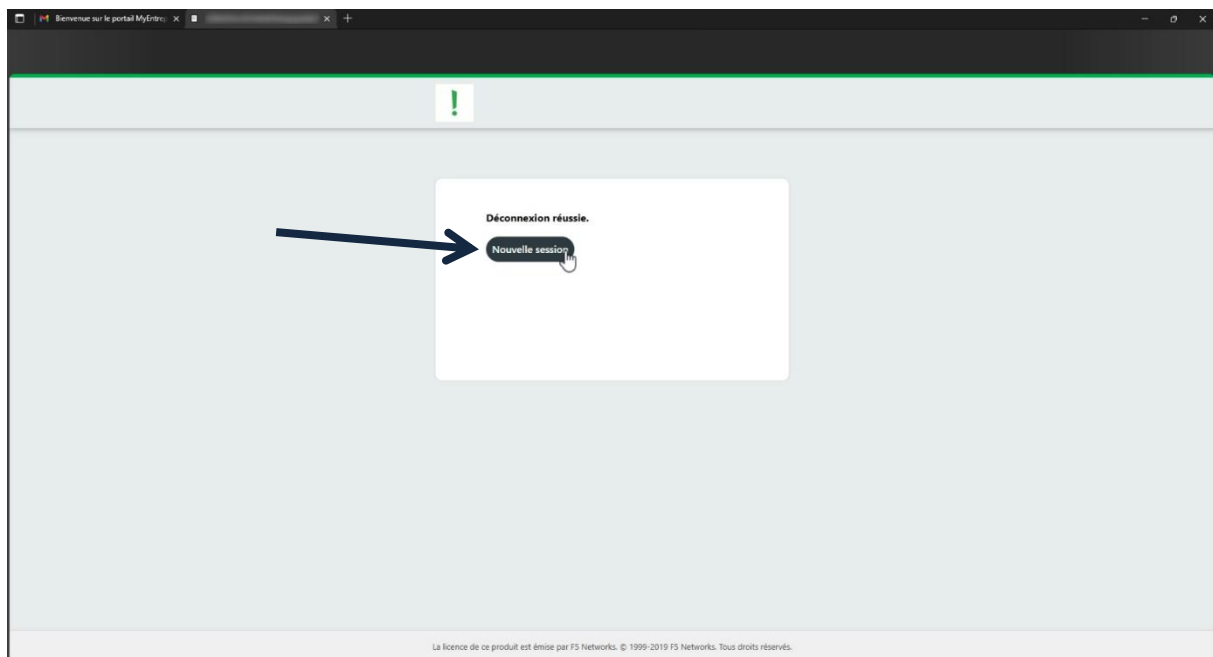 Bienvenue sur le portail MyEntrep
Déconnexion réussie.
Nouvelle session
La licence de ce produit est émise par F5 Networks. © 1999-2019 F5 Networks. Tous droits réservés.